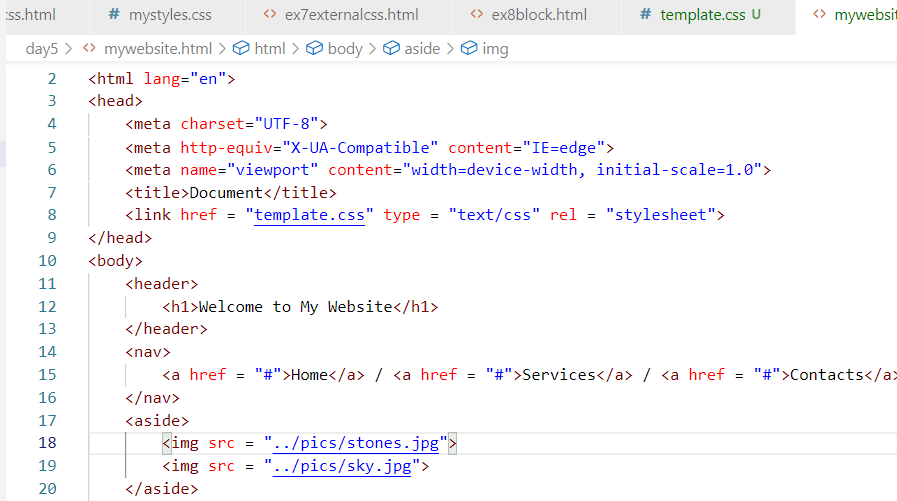 css.html # mystyles.css <> ex7externalcss.html <> ex8block.html # template.css U <> mywebsit
day5 > <> mywebsite.html > html > body > aside > img
2 <html lang="en">
3 <head>
4 <meta charset="UTF-8">
5 <meta http-equiv="X-UA-Compatible" content="IE=edge">
6 <meta name="viewport" content="width=device-width, initial-scale=1.0">
7 <title>Document</title>
8 <link href = "template.css" type = "text/css" rel = "stylesheet">
9 </head>
10 <body>
11 <header>
12 <h1>Welcome to My Website</h1>
13 </header>
14 <nav>
15 <a href = "#">Home</a> / <a href = "#">Services</a> / <a href = "#">Contacts</a>
16 </nav>
17 <aside>
18 <img src = "../pics/stones.jpg">
19 <img src = "../pics/sky.jpg">
20 </aside>